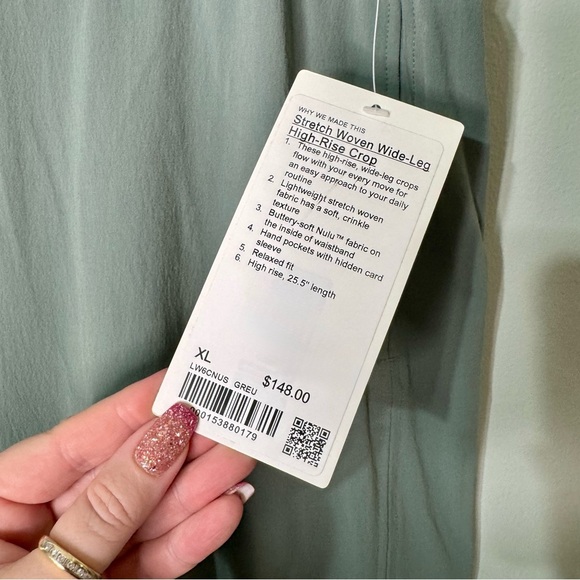 WHY WE MADE THIS
Stretch Woven Wide-Leg
High-Rise Crop
1. These high-rise, wide-leg crops
flow with your every move for
an easy approach to your daily
routine
2. Lightweight stretch woven
fabric has a soft, crinkle
texture
3. Buttery-soft Nulu™ fabric on
the inside of waistband
4. Hand pockets with hidden card
sleeve
5. Relaxed fit
6. High rise, 25.5" length
XL
LW6CNUS GREU
$148.00
000153880179